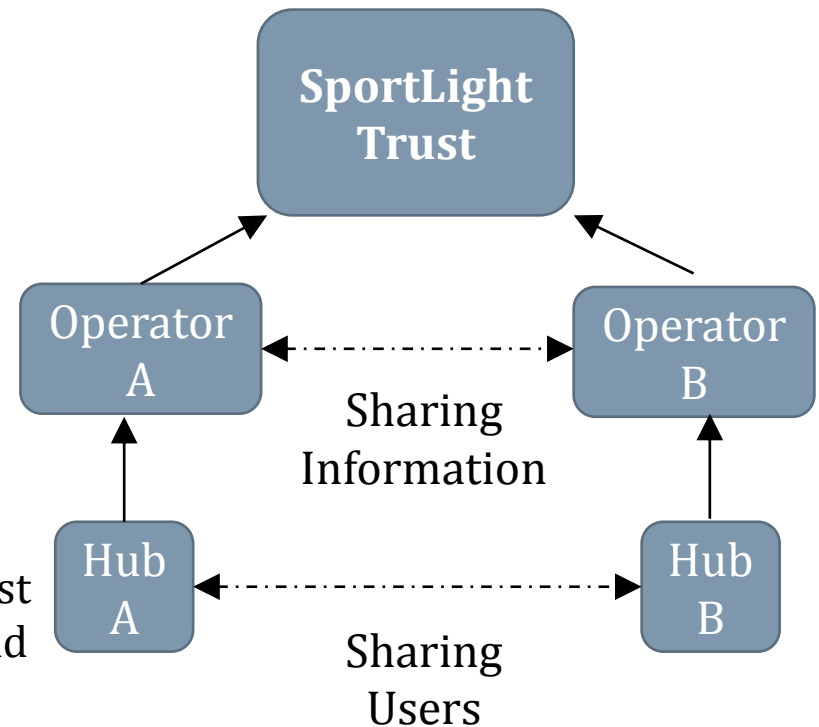 SportLight
Trust
Operator
A
Operator
B
Sharing
Information
Hub
A
Hub
B
Sharing
Users